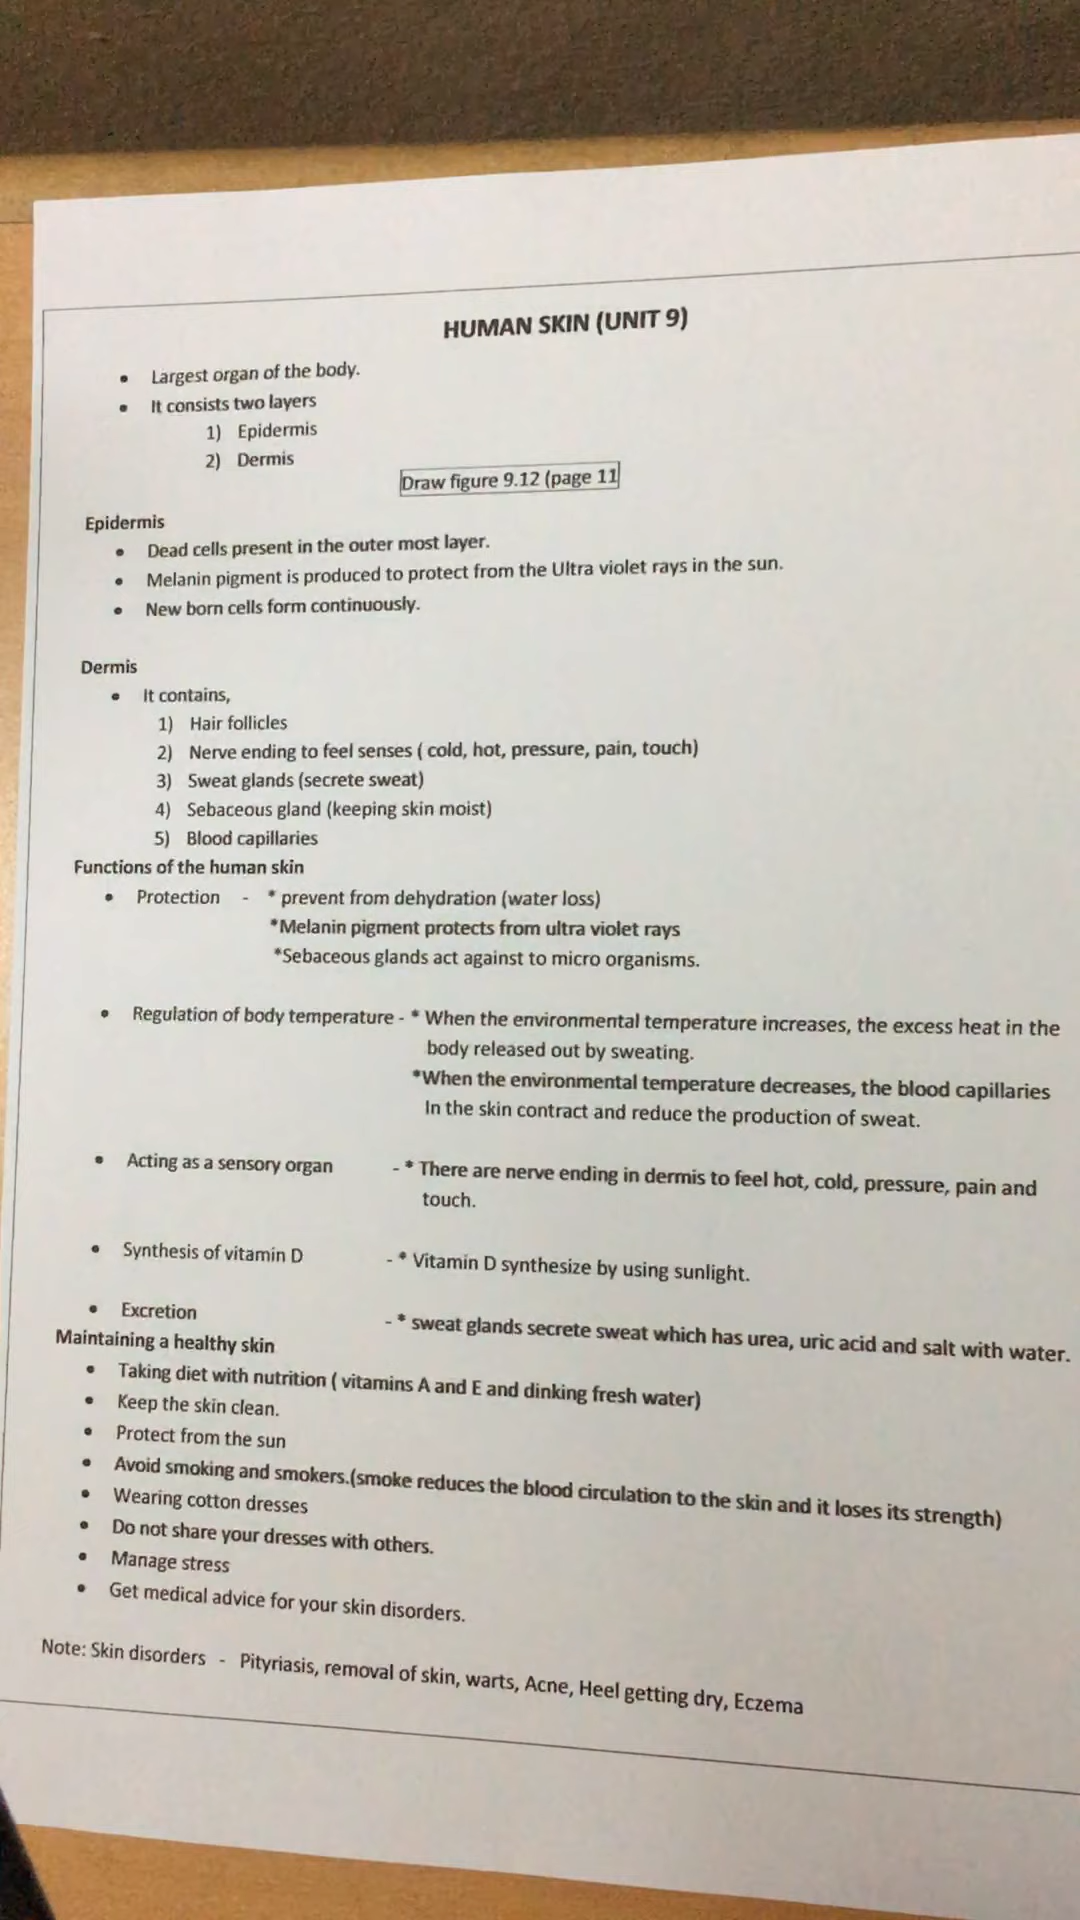 HUMAN SKIN (UNIT 9)
• Largest organ of the body.
• It consists two layers
1) Epidermis
2) Dermis
Draw figure 9.12 (page 11
Epidermis
• Dead cells present in the outer most layer.
• Melanin pigment is produced to protect from the Ultra violet rays in the sun.
• New born cells form continuously.
Dermis
• It contains,
1) Hair follicles
2) Nerve ending to feel senses ( cold, hot, pressure, pain, touch)
3) Sweat glands (secrete sweat)
4) Sebaceous gland (keeping skin moist)
5) Blood capillaries
Functions of the human skin
• Protection - * prevent from dehydration (water loss)
*Melanin pigment protects from ultra violet rays
*Sebaceous glands act against to micro organisms.
• Regulation of body temperature - * When the environmental temperature increases, the excess heat in the
body released out by sweating.
*When the environmental temperature decreases, the blood capillaries
In the skin contract and reduce the production of sweat.
• Acting as a sensory organ - * There are nerve ending in dermis to feel hot, cold, pressure, pain and
touch.
• Synthesis of vitamin D - * Vitamin D synthesize by using sunlight.
• Excretion - * sweat glands secrete sweat which has urea, uric acid and salt with water.
Maintaining a healthy skin
• Taking diet with nutrition ( vitamins A and E and dinking fresh water)
• Keep the skin clean.
• Protect from the sun
• Avoid smoking and smokers.(smoke reduces the blood circulation to the skin and it loses its strength)
• Wearing cotton dresses
• Do not share your dresses with others.
• Manage stress
• Get medical advice for your skin disorders.
Note: Skin disorders - Pityriasis, removal of skin, warts, Acne, Heel getting dry, Eczema